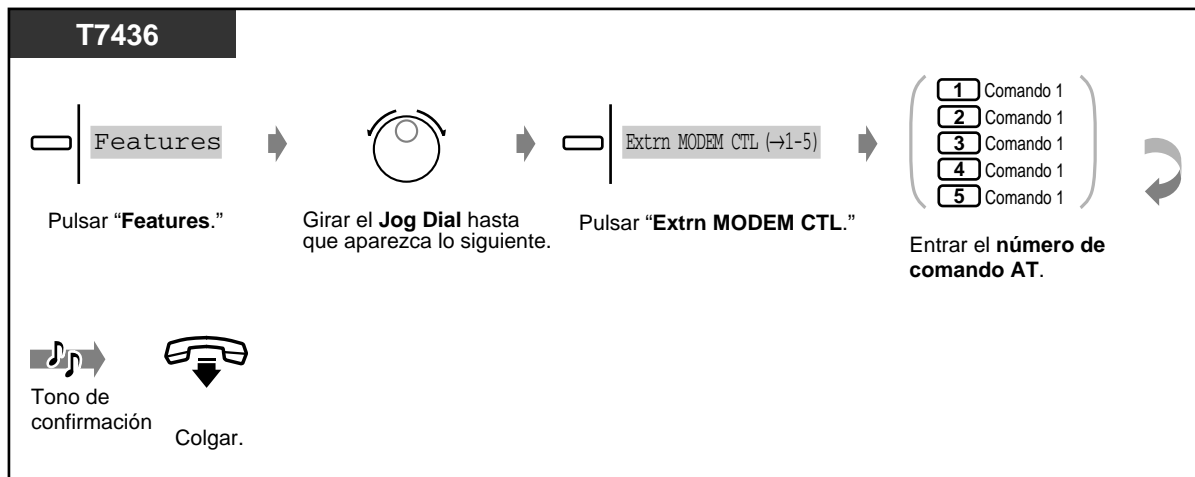 T7436
Features
Pulsar “Features.”
Girar el Jog Dial hasta
que aparezca lo siguiente.
Extrn MODEM CTL (→1-5)
Pulsar “Extrn MODEM CTL.”
1 Comando 1
2 Comando 1
3 Comando 1
4 Comando 1
5 Comando 1
Entrar el número de
comando AT.
Tono de
confirmación
Colgar.